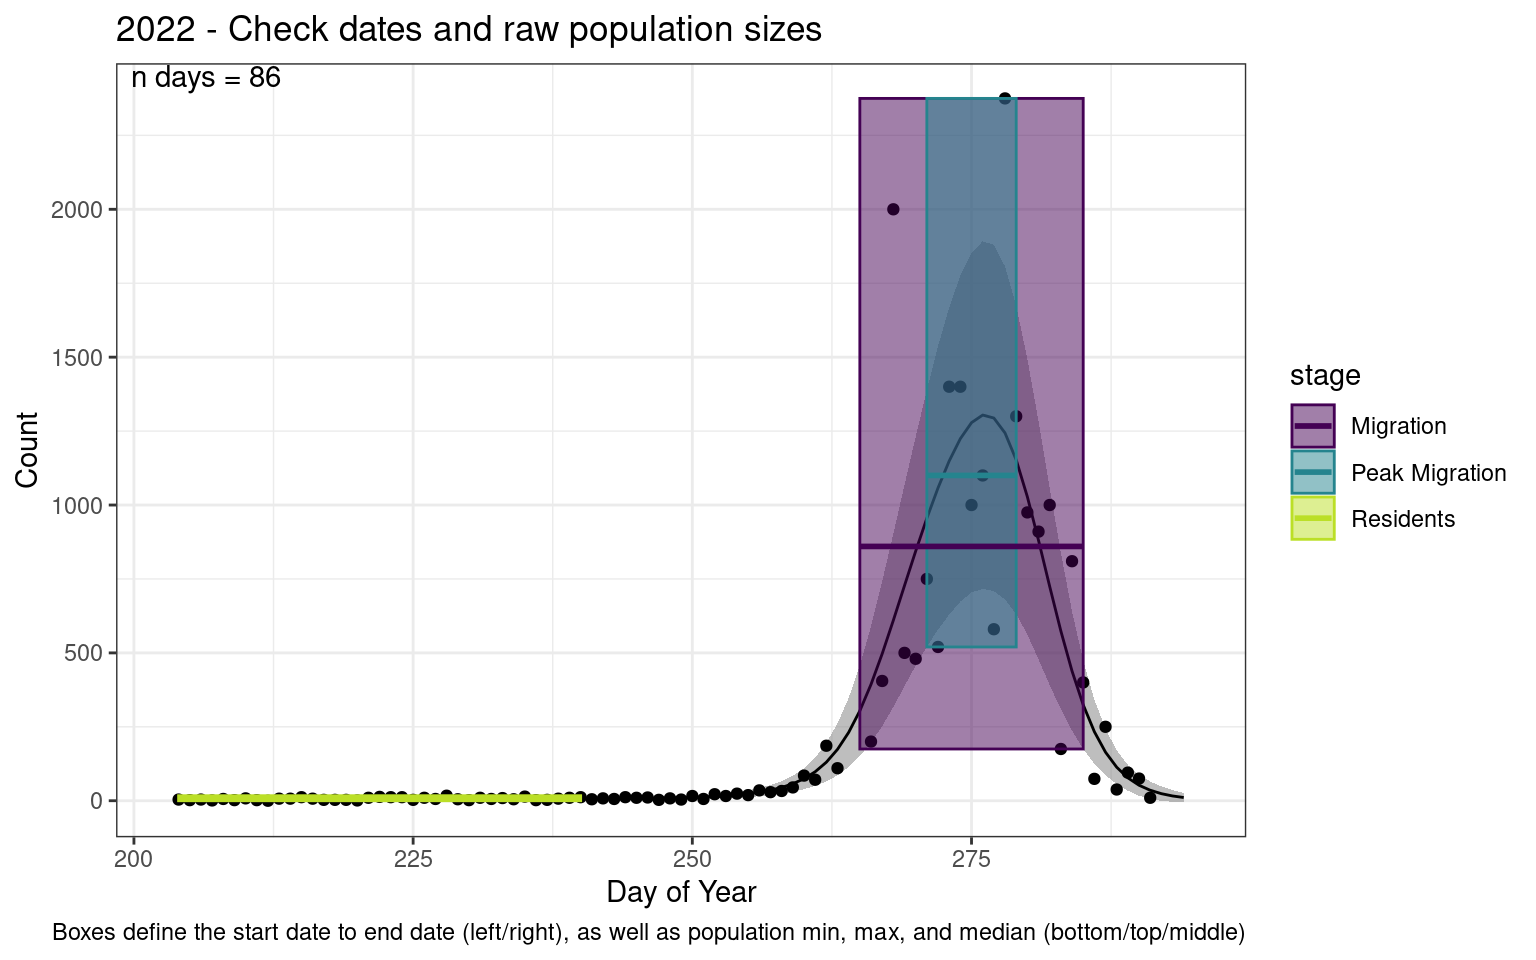 2022 - Check dates and raw population sizes
n days = 86
Count
2000
1500
1000
500
0
200
225
250
275
Day of Year
stage
Migration
Peak Migration
Residents
Boxes define the start date to end date (left/right), as well as population min, max, and median (bottom/top/middle)